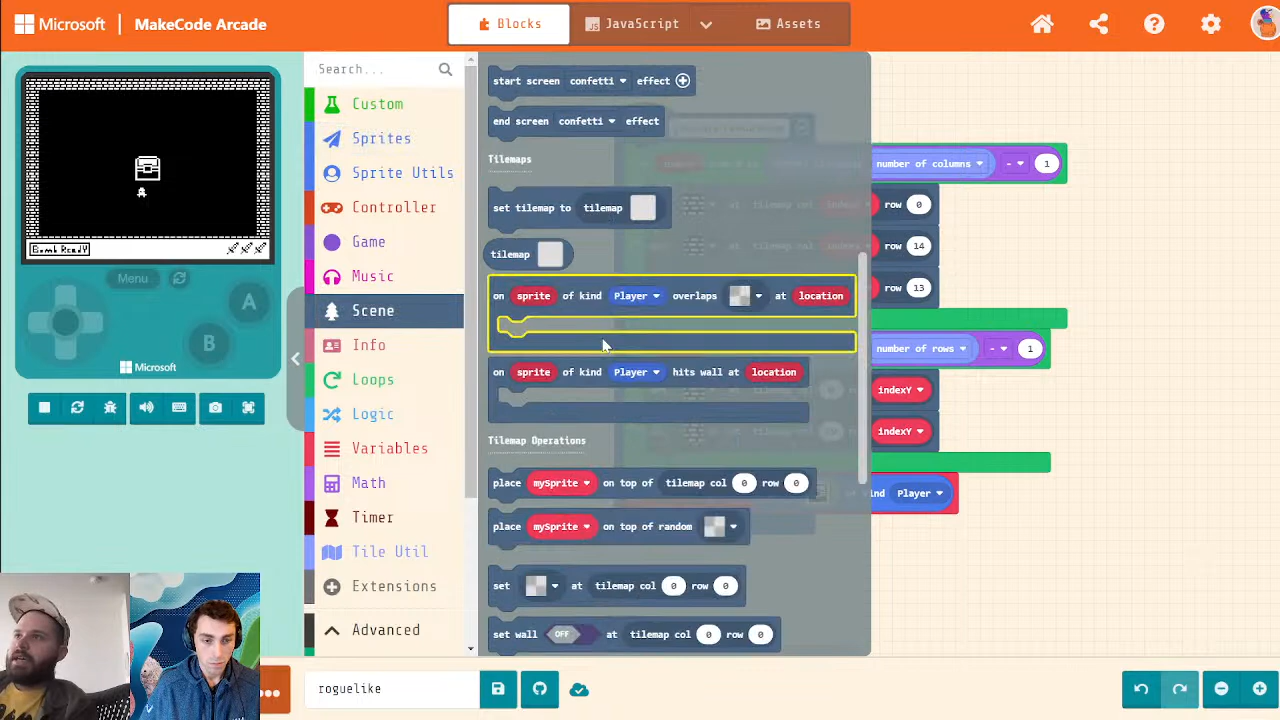 Microsoft | MakeCode Arcade
Blocks
JavaScript
Assets
Bomb Ready
Menu
A
B
Microsoft
Search...
Custom
Sprites
Sprite Utils
Controller
Game
Music
Scene
Info
Loops
Logic
Variables
Math
Timer
Tile Util
Extensions
Advanced
start screen confetti effect
end screen confetti effect
Tilemaps
set tilemap to tilemap
tilemap
on sprite of kind Player overlaps at location
on sprite of kind Player hits wall at location
Tilemap Operations
place mySprite on top of tilemap col 0 row 0
place mySprite on top of random
set at tilemap col 0 row 0
set wall OFF at tilemap col 0 row 0
number of columns - 1
row 0
row 14
row 13
number of rows - 1
indexY
indexY
kind Player
roguelike